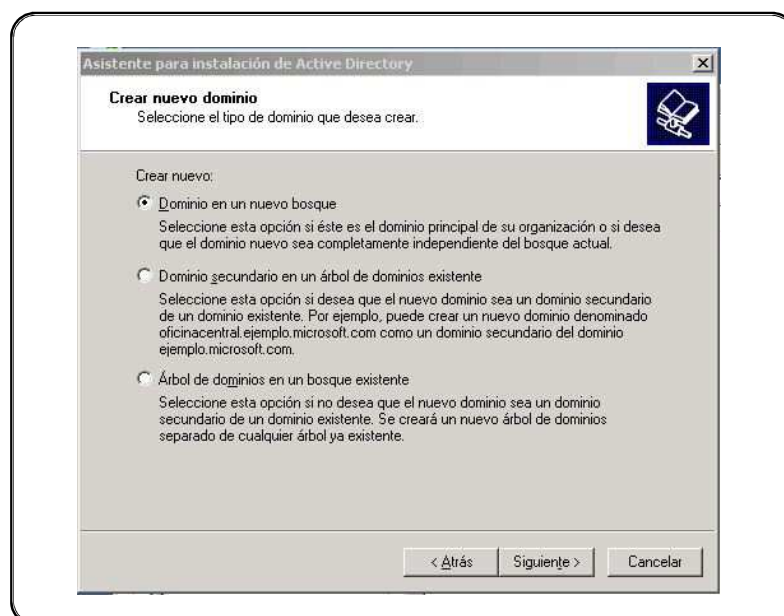 Asistente para instalación de Active Directory
Crear nuevo dominio
Seleccione el tipo de dominio que desea crear.
Crear nuevo:
Dominio en un nuevo bosque
Seleccione esta opción si éste es el dominio principal de su organización o si desea
que el dominio nuevo sea completamente independiente del bosque actual.
Dominio secundario en un árbol de dominios existente
Seleccione esta opción si desea que el nuevo dominio sea un dominio secundario
de un dominio existente. Por ejemplo, puede crear un nuevo dominio denominado
oficinacentral.ejemplo.microsoft.com como un dominio secundario del dominio
ejemplo.microsoft.com.
Árbol de dominios en un bosque existente
Seleccione esta opción si no desea que el nuevo dominio sea un dominio
secundario de un dominio existente. Se creará un nuevo árbol de dominios
separado de cualquier árbol ya existente.
< Atrás Siguiente > Cancelar